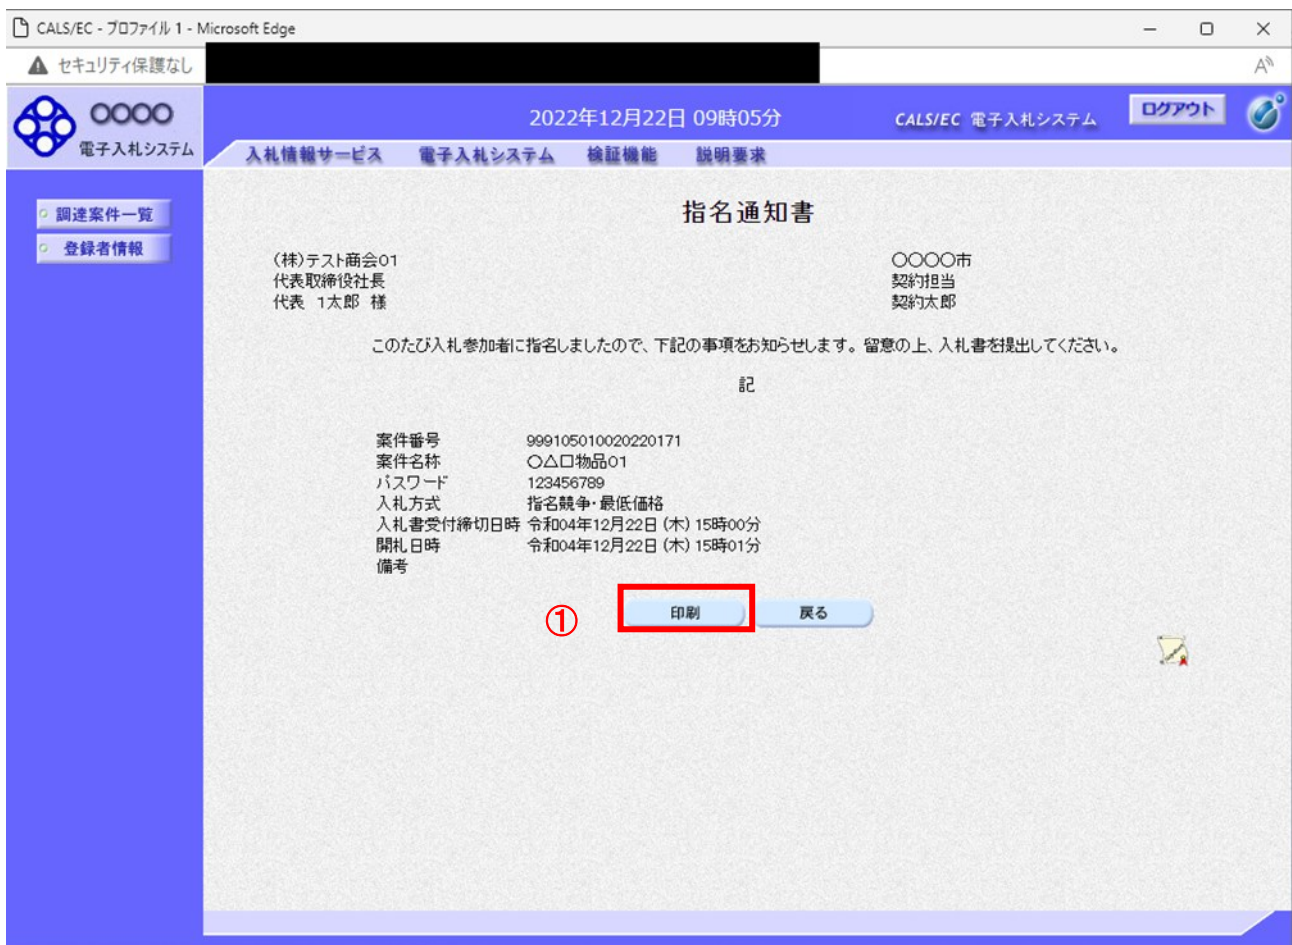 CALS/EC - プロファイル 1 - Microsoft Edge
セキュリティ保護なし
〇〇〇〇
電子入札システム
2022年12月22日 09時05分
CALS/EC 電子入札システム
ログアウト
入札情報サービス 電子入札システム 検証機能 説明要求
調達案件一覧
登録者情報
指名通知書
(株)テスト商会01
代表取締役社長
代表 1太郎 様
〇〇〇〇市
契約担当
契約太郎
このたび入札参加者に指名しましたので、下記の事項をお知らせします。留意の上、入札書を提出してください。
記
案件番号 999105010020220171
案件名称 〇△口物品01
パスワード 123456789
入札方式 指名競争・最低価格
入札書受付締切日時 令和04年12月22日 (木) 15時00分
開札日時 令和04年12月22日 (木) 15時01分
備考
① 印刷 戻る